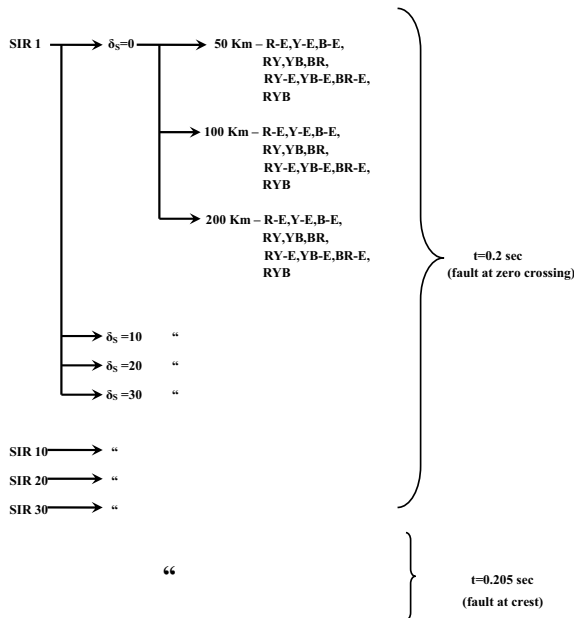 SIR 1
δS=0
50 Km – R-E,Y-E,B-E,
RY,YB,BR,
RY-E,YB-E,BR-E,
RYB
100 Km – R-E,Y-E,B-E,
RY,YB,BR,
RY-E,YB-E,BR-E,
RYB
200 Km – R-E,Y-E,B-E,
RY,YB,BR,
RY-E,YB-E,BR-E,
RYB
t=0.2 sec
(fault at zero crossing)
δS =10 “
δS =20 “
δS =30 “
SIR 10 “
SIR 20 “
SIR 30 “
“
t=0.205 sec
(fault at crest)